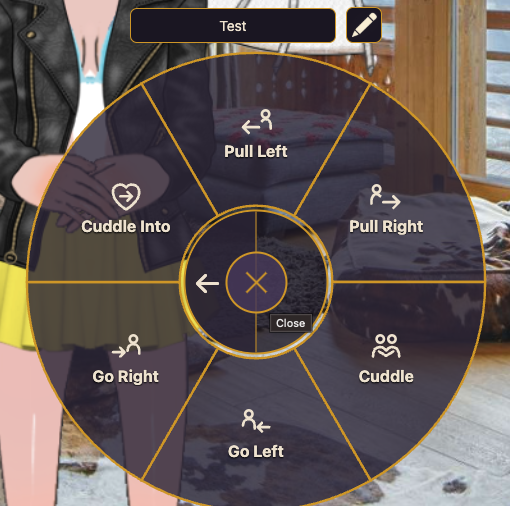 Test
Pull Left
Cuddle Into
Pull Right
Close
Go Right
Cuddle
Go Left